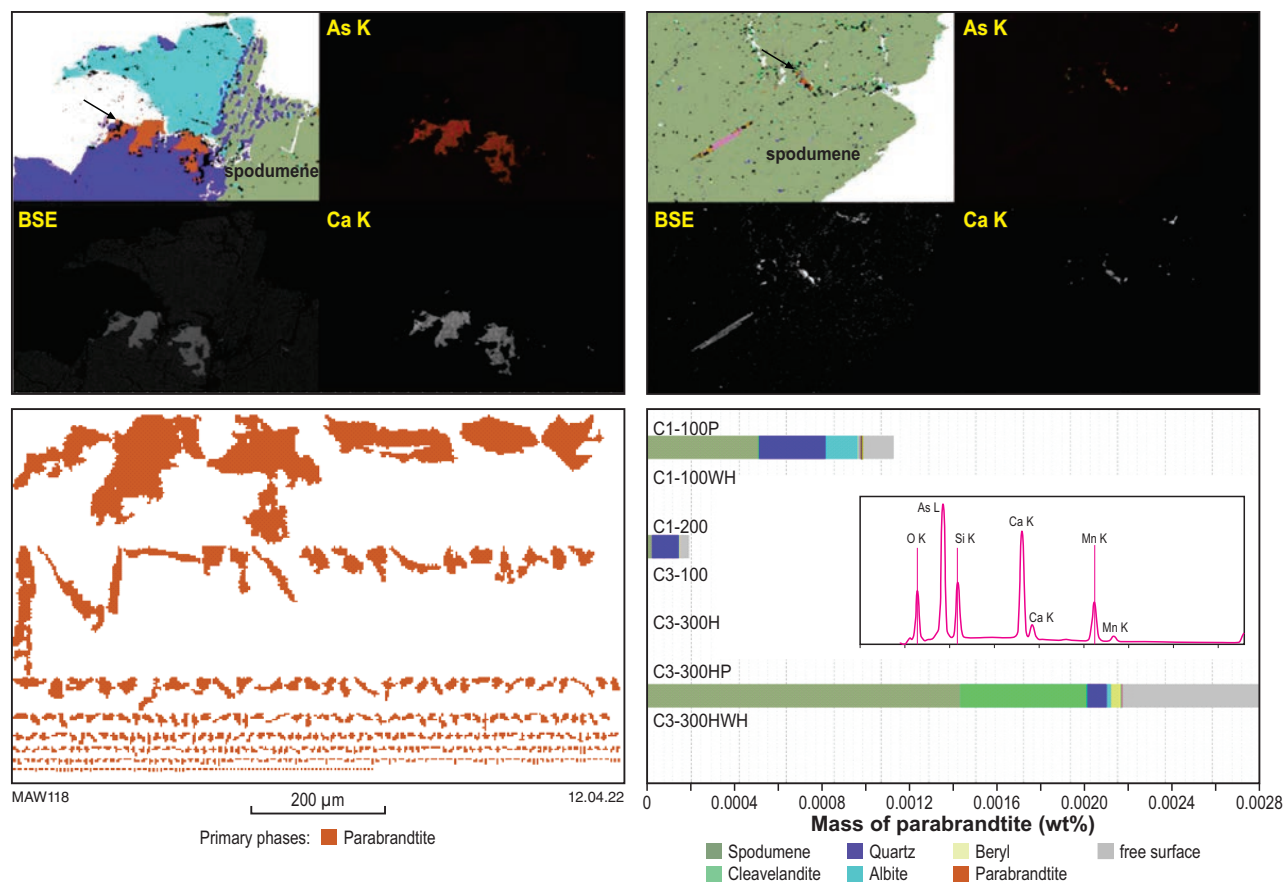 As K
spodumene
BSE
Ca K
As K
spodumene
BSE
Ca K
MAW118
12.04.22
200 µm
Primary phases: Parabrandtite
C1-100P
C1-100WH
C1-200
C3-100
C3-300H
C3-300HP
C3-300HWH
O K
As L
Si K
Ca K
Ca K
Mn K
Mn K
0 0.0004 0.0008 0.0012 0.0016 0.0020 0.0024 0.0028
Mass of parabrandtite (wt%)
Spodumene Quartz Beryl free surface
Cleavelandite Albite Parabrandtite